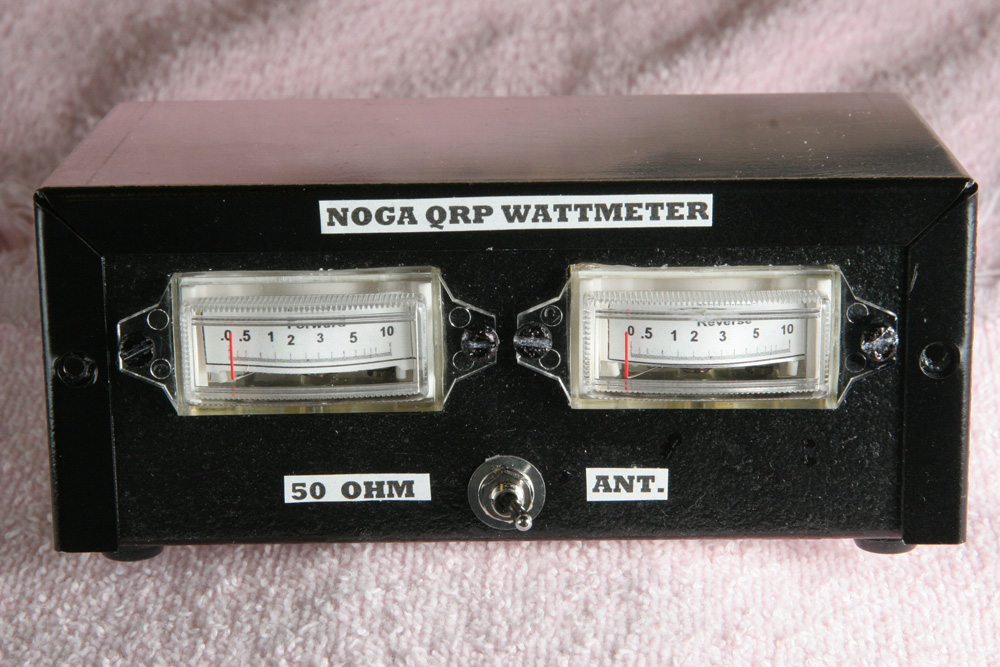 NOGA QRP WATTMETER
Forward
.0 .5 1 2 3 5 10
Reverse
0 .5 1 2 3 5 10
50 OHM
ANT.